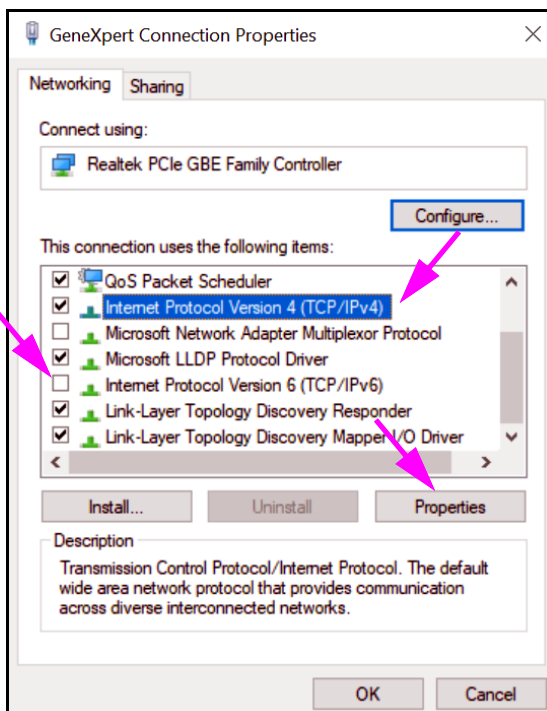 GeneXpert Connection Properties
Networking Sharing
Connect using:
Realtek PCIe GBE Family Controller
Configure...
This connection uses the following items:
QoS Packet Scheduler
Internet Protocol Version 4 (TCP/IPv4)
Microsoft Network Adapter Multiplexor Protocol
Microsoft LLDP Protocol Driver
Internet Protocol Version 6 (TCP/IPv6)
Link-Layer Topology Discovery Responder
Link-Layer Topology Discovery Mapper I/O Driver
Install... Uninstall Properties
Description
Transmission Control Protocol/Internet Protocol. The default
wide area network protocol that provides communication
across diverse interconnected networks.
OK Cancel